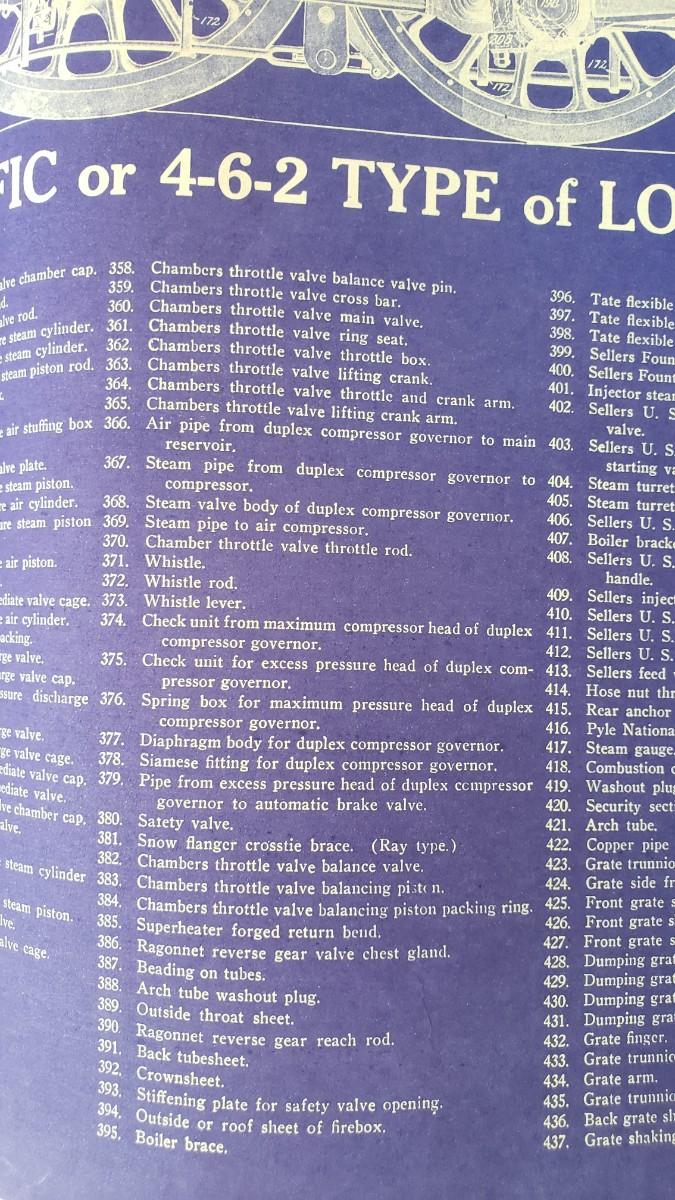 172
172
172
FIC or 4-6-2 TYPE of LO
alve chamber cap.
d.
alve rod.
re steam cylinder.
e steam cylinder.
steam piston rod.
e air stuffing box
alve plate.
e steam piston.
re air cylinder.
ure steam piston
e air piston.
ediate valve cage.
e air cylinder.
acking.
rge valve.
arge valve cap.
ssure discharge
rge valve.
ge valve cage.
ediate valve cap.
ediate valve.
lve chamber cap.
alve.
steam cylinder
steam piston.
lve.
alve cage.
358. Chambers throttle valve balance valve pin.
359. Chambers throttle valve cross bar.
360. Chambers throttle valve main valve.
361. Chambers throttle valve ring seat.
362. Chambers throttle valve throttle box.
363. Chambers throttle valve lifting crank.
364. Chambers throttle valve throttle and crank arm.
365. Chambers throttle valve lifting crank arm.
366. Air pipe from duplex compressor governor to main
reservoir.
367. Steam pipe from duplex compressor governor to
compressor.
368. Steam valve body of duplex compressor governor.
369. Steam pipe to air compressor.
370. Chamber throttle valve throttle rod.
371. Whistle.
372. Whistle rod.
373. Whistle lever.
374. Check unit from maximum compressor head of duplex
compressor governor.
375. Check unit for excess pressure head of duplex com-
pressor governor.
376. Spring box for maximum pressure head of duplex
compressor governor.
377. Diaphragm body for duplex compressor governor.
378. Siamese fitting for duplex compressor governor.
379. Pipe from excess pressure head of duplex compressor
governor to automatic brake valve.
380. Safety valve.
381. Snow flanger crosstie brace. (Ray type.)
382. Chambers throttle valve balance valve.
383. Chambers throttle valve balancing piston.
384. Chambers throttle valve balancing piston packing ring.
385. Superheater forged return bend.
386. Ragonnet reverse gear valve chest gland.
387. Beading on tubes.
388. Arch tube washout plug.
389. Outside throat sheet.
390. Ragonnet reverse gear reach rod.
391. Back tubesheet.
392. Crownsheet.
393. Stiffening plate for safety valve opening.
394. Outside or roof sheet of firebox.
395. Boiler brace.
396. Tate flexible
397. Tate flexible
398. Tate flexible
399. Sellers Foun
400. Sellers Fount
401. Injector stea
402. Sellers U. S
valve.
403. Sellers U. S.
starting va
404. Steam turret
405. Steam turret
406. Sellers U. S.
407. Boiler bracke
408. Sellers U. S.
handle.
409. Sellers inject
410. Sellers U. S.
411. Sellers U. S.
412. Sellers U. S.
413. Sellers feed
414. Hose nut thr
415. Rear anchor
416. Pyle Nationa
417. Steam gauge
418. Combustion c
419. Washout plug
420. Security secti
421. Arch tube.
422. Copper pipe
423. Grate trunnio
424. Grate side fr
425. Front grate s
426. Front grate s
427. Front grate s
428. Dumping grat
429. Dumping grat
430. Dumping grat
431. Dumping gra
432. Grate finger.
433. Grate trunnio
434. Grate arm.
435. Grate trunnio
436. Back grate sh
437. Grate shaking